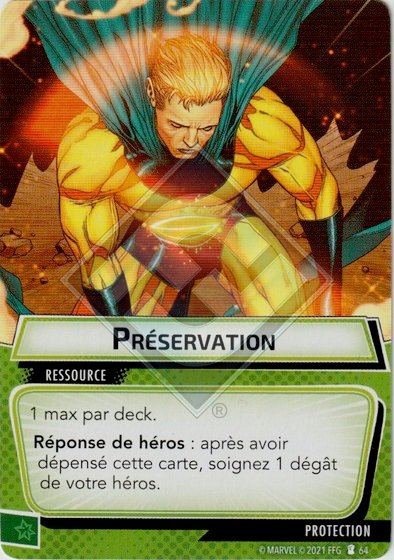 PRÉSERVATION
RESSOURCE
1 max par deck.
®
Réponse de héros : après avoir
dépensé cette carte, soignez 1 dégât
de votre héros.
© MARVEL © 2021 FFG 64
PROTECTION